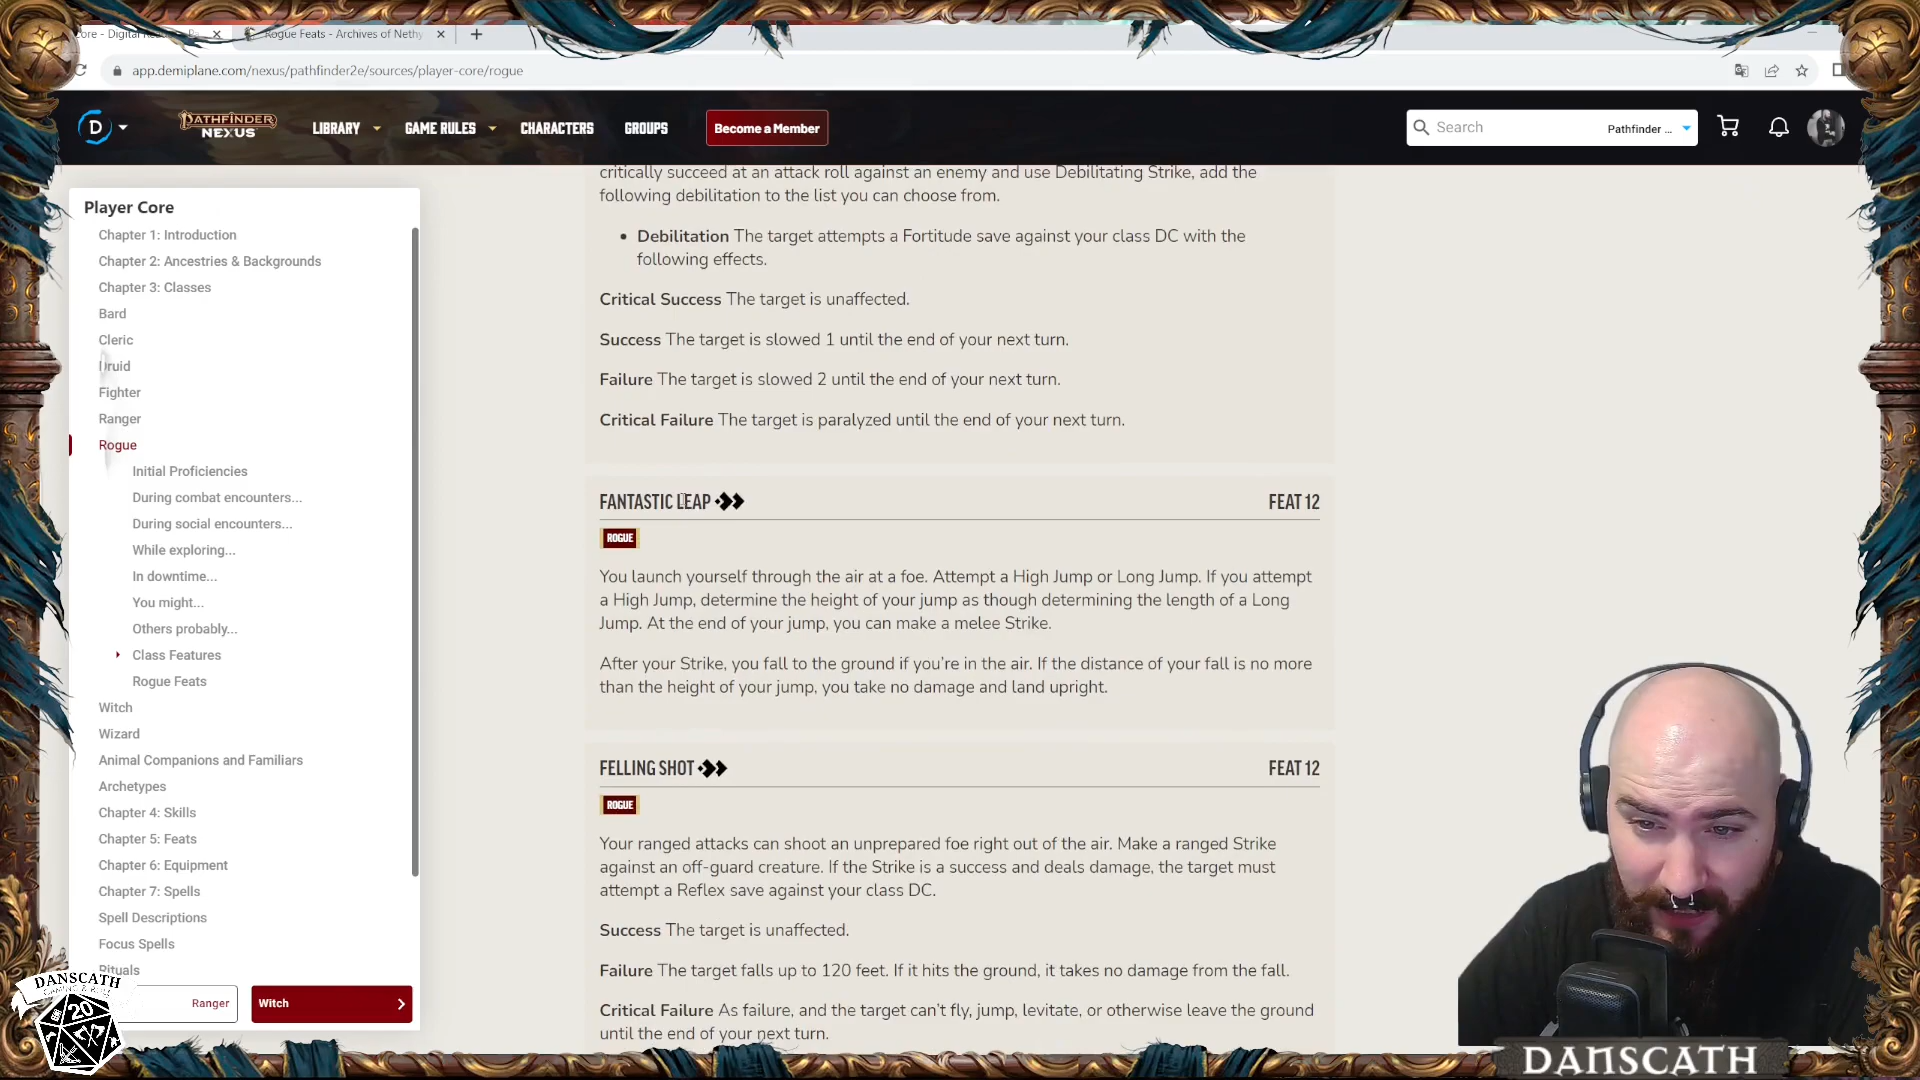 Core - Digital Rea
Rogue Feats - Archives of Nethy
app.demiplane.com/nexus/pathfinder2e/sources/player-core/rogue
D
PATHFINDER
NEXUS
LIBRARY
GAME RULES
CHARACTERS
GROUPS
Become a Member
Search
Pathfinder ...
Player Core
Chapter 1: Introduction
Chapter 2: Ancestries & Backgrounds
Chapter 3: Classes
Bard
Cleric
Druid
Fighter
Ranger
Rogue
Initial Proficiencies
During combat encounters...
During social encounters...
While exploring...
In downtime...
You might...
Others probably...
Class Features
Rogue Feats
Witch
Wizard
Animal Companions and Familiars
Archetypes
Chapter 4: Skills
Chapter 5: Feats
Chapter 6: Equipment
Chapter 7: Spells
Spell Descriptions
Focus Spells
Rituals
Ranger
Witch
critically succeed at an attack roll against an enemy and use Debilitating Strike, add the
following debilitation to the list you can choose from.
• Debilitation The target attempts a Fortitude save against your class DC with the
following effects.
Critical Success The target is unaffected.
Success The target is slowed 1 until the end of your next turn.
Failure The target is slowed 2 until the end of your next turn.
Critical Failure The target is paralyzed until the end of your next turn.
FANTASTIC LEAP
FEAT 12
ROGUE
You launch yourself through the air at a foe. Attempt a High Jump or Long Jump. If you attempt
a High Jump, determine the height of your jump as though determining the length of a Long
Jump. At the end of your jump, you can make a melee Strike.
After your Strike, you fall to the ground if you're in the air. If the distance of your fall is no more
than the height of your jump, you take no damage and land upright.
FELLING SHOT
FEAT 12
ROGUE
Your ranged attacks can shoot an unprepared foe right out of the air. Make a ranged Strike
against an off-guard creature. If the Strike is a success and deals damage, the target must
attempt a Reflex save against your class DC.
Success The target is unaffected.
Failure The target falls up to 120 feet. If it hits the ground, it takes no damage from the fall.
Critical Failure As failure, and the target can't fly, jump, levitate, or otherwise leave the ground
until the end of your next turn.
DANSCATH
20
DANSCATH